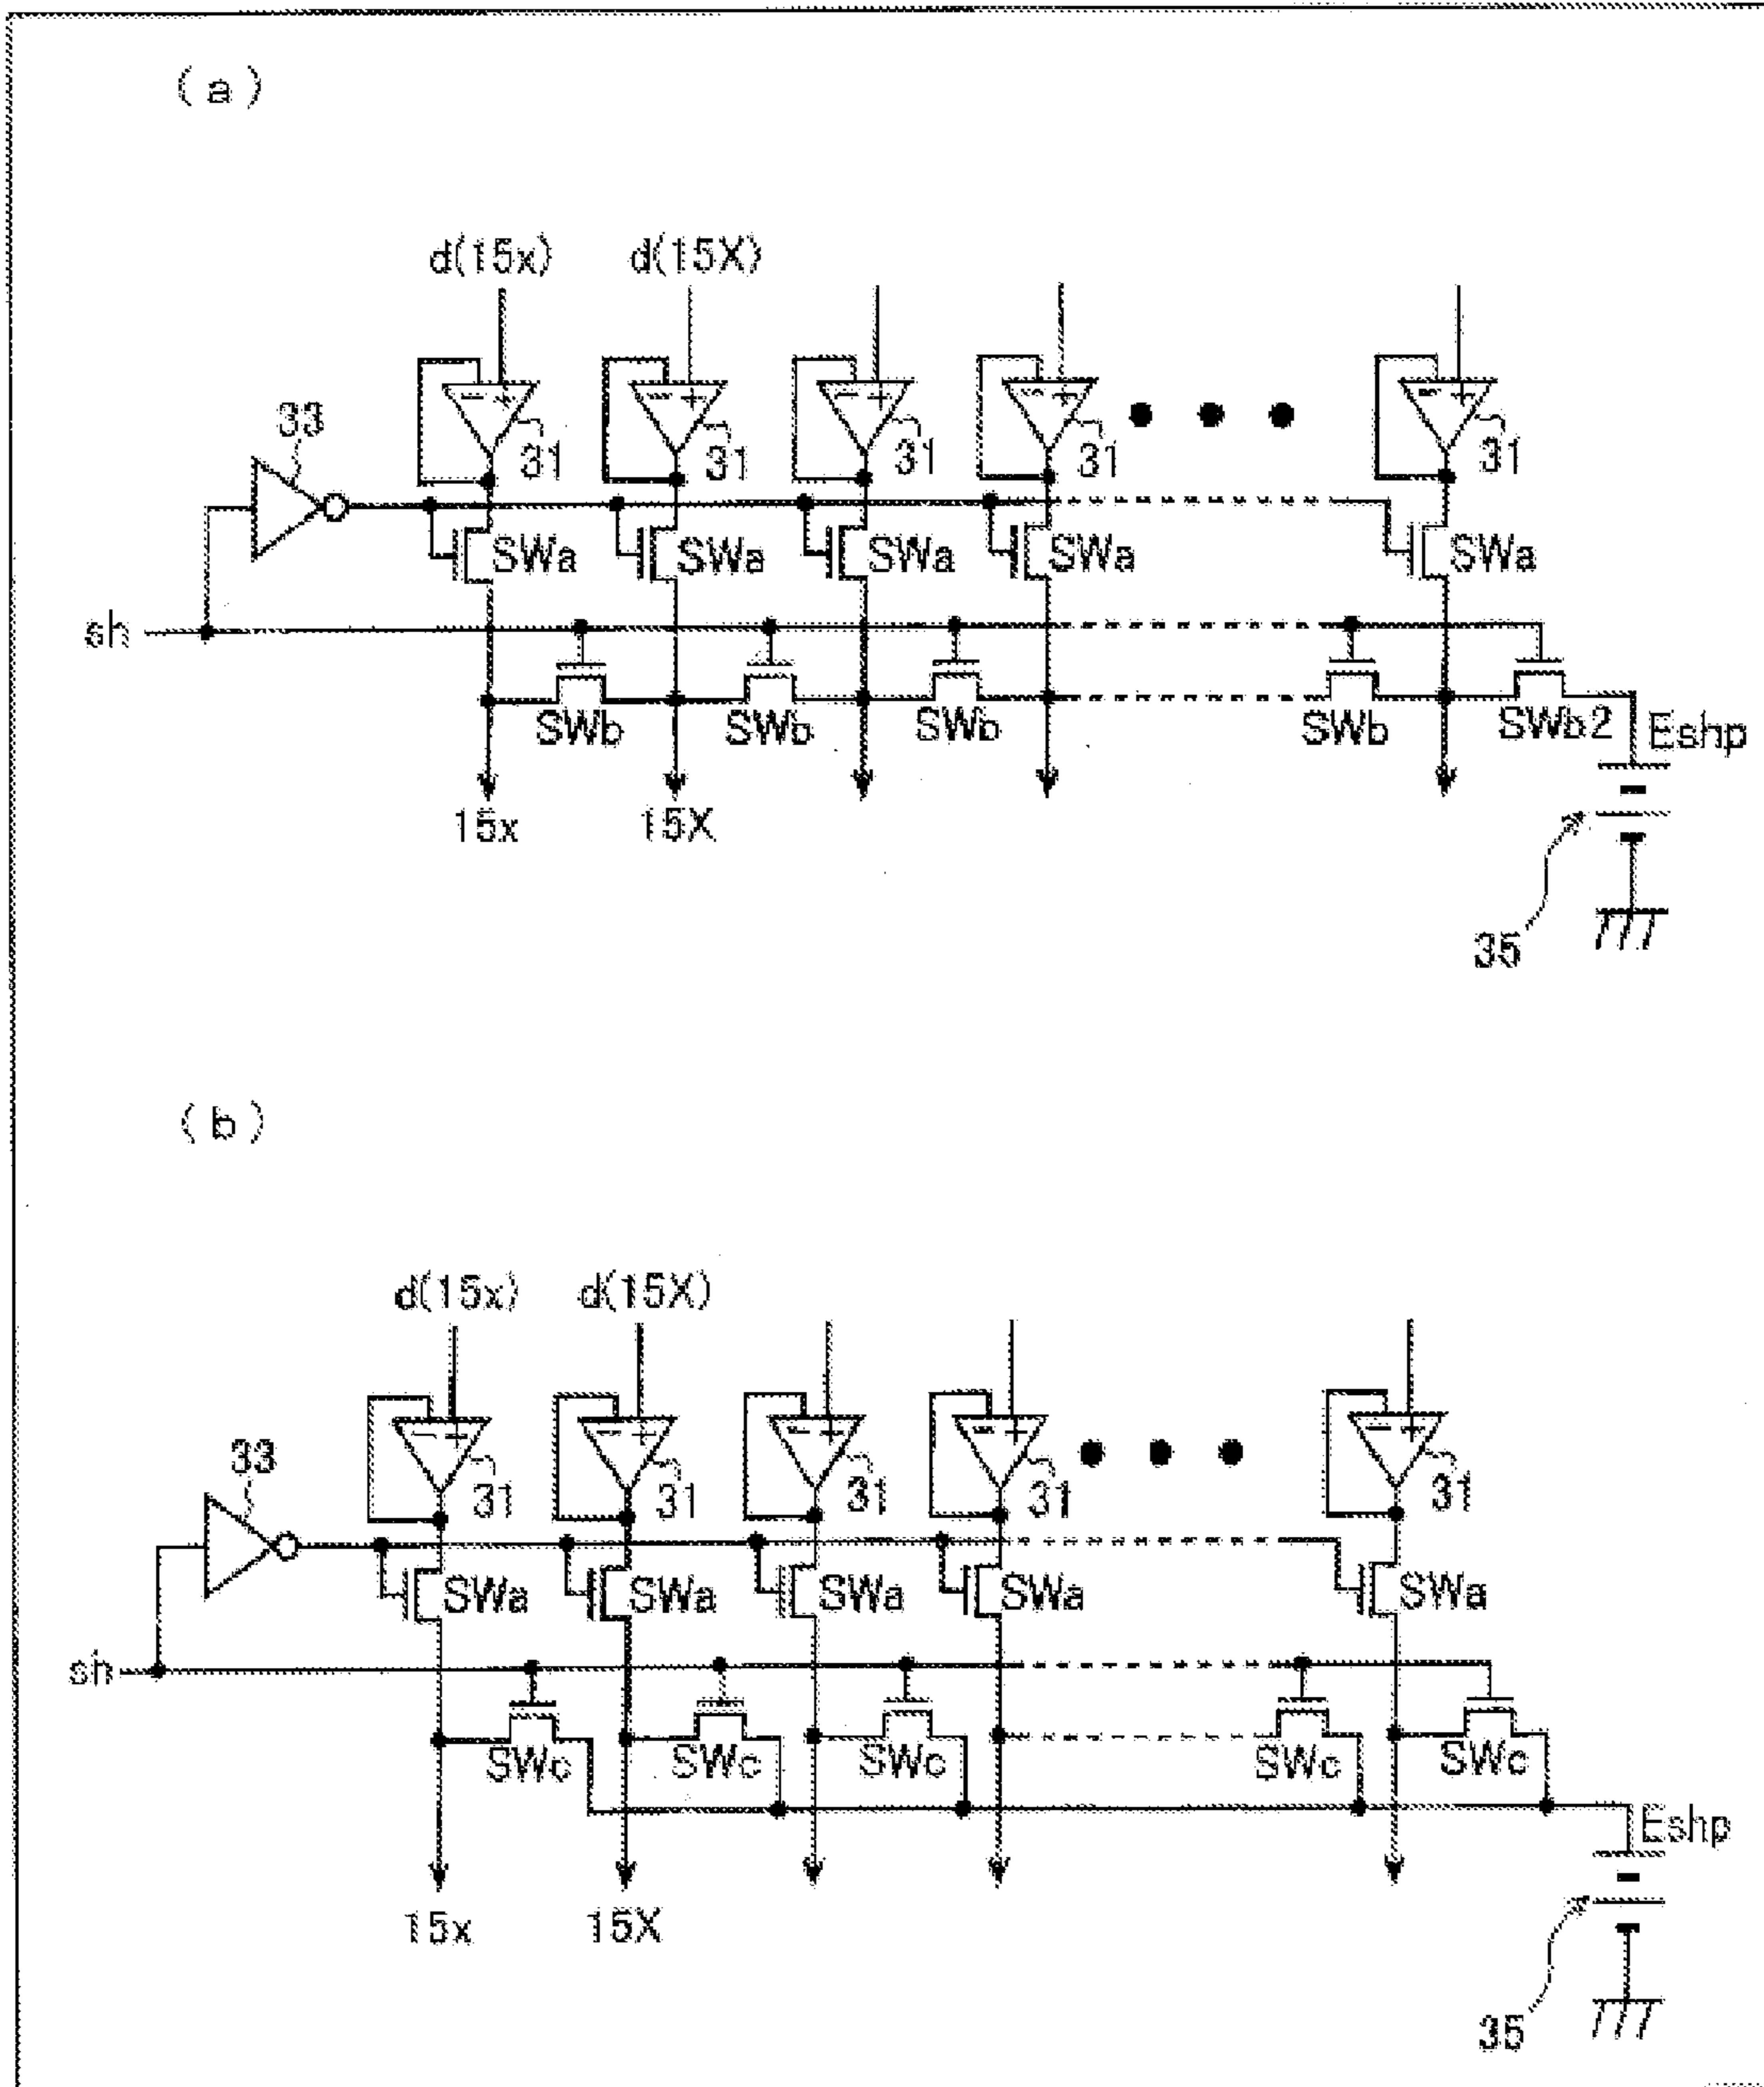 (a)
d(15x) d(15X)
33
31 31 31 31 31
SWa SWa SWa SWa SWa
sh
SWb SWb SWb SWb SWb2 Eshp
15x 15X
35
(b)
d(15x) d(15X)
33
31 31 31 31 31
SWa SWa SWa SWa SWa
sh
SWc SWc SWc SWc SWc
Eshp
15x 15X
35